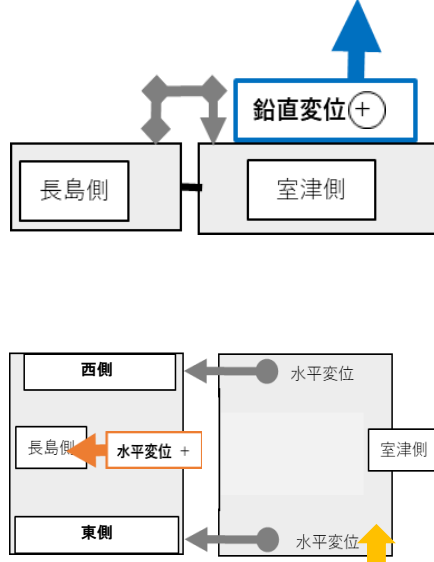 鉛直変位+
長島側
室津側
西側
水平変位
長島側
水平変位 +
室津側
東側
水平変位